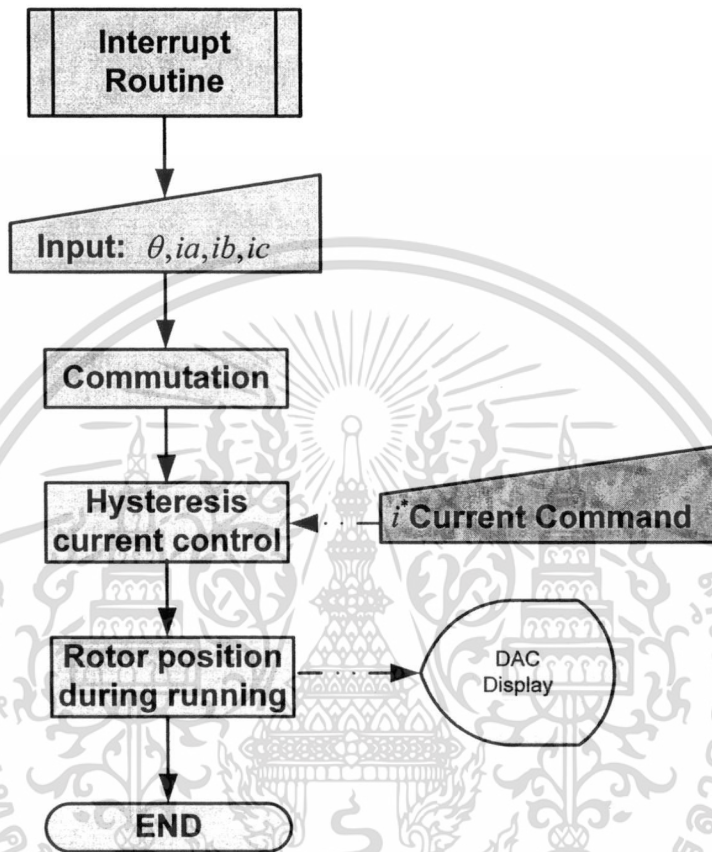 Interrupt
Routine
Input: θ,ia,ib,ic
Commutation
Hysteresis
current control
i* Current Command
Rotor position
during running
DAC
Display
END